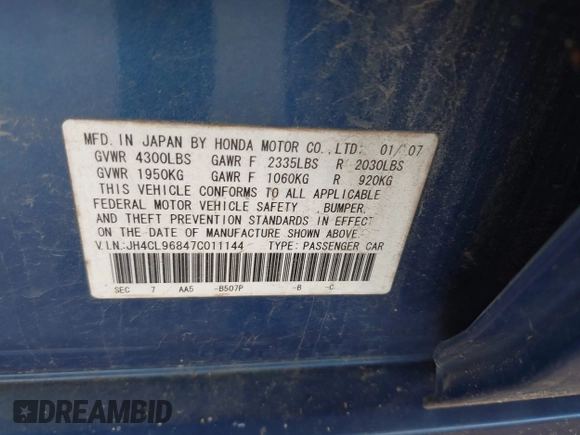 MFD. IN JAPAN BY HONDA MOTOR CO., LTD: 01/'07
GVWR 4300LBS GAWR F 2335LBS R 2030LBS
GVWR 1950KG GAWR F 1060KG R 920KG
THIS VEHICLE CONFORMS TO ALL APPLICABLE
FEDERAL MOTOR VEHICLE SAFETY , BUMPER,
AND THEFT PREVENTION STANDARDS IN EFFECT
ON THE DATE OF MANUFACTURE SHOWN ABOVE.
V.I.N.:JH4CL96847C011144 TYPE: PASSENGER CAR
SEC 7 AA5 -B507P -B -C
DREAMBID